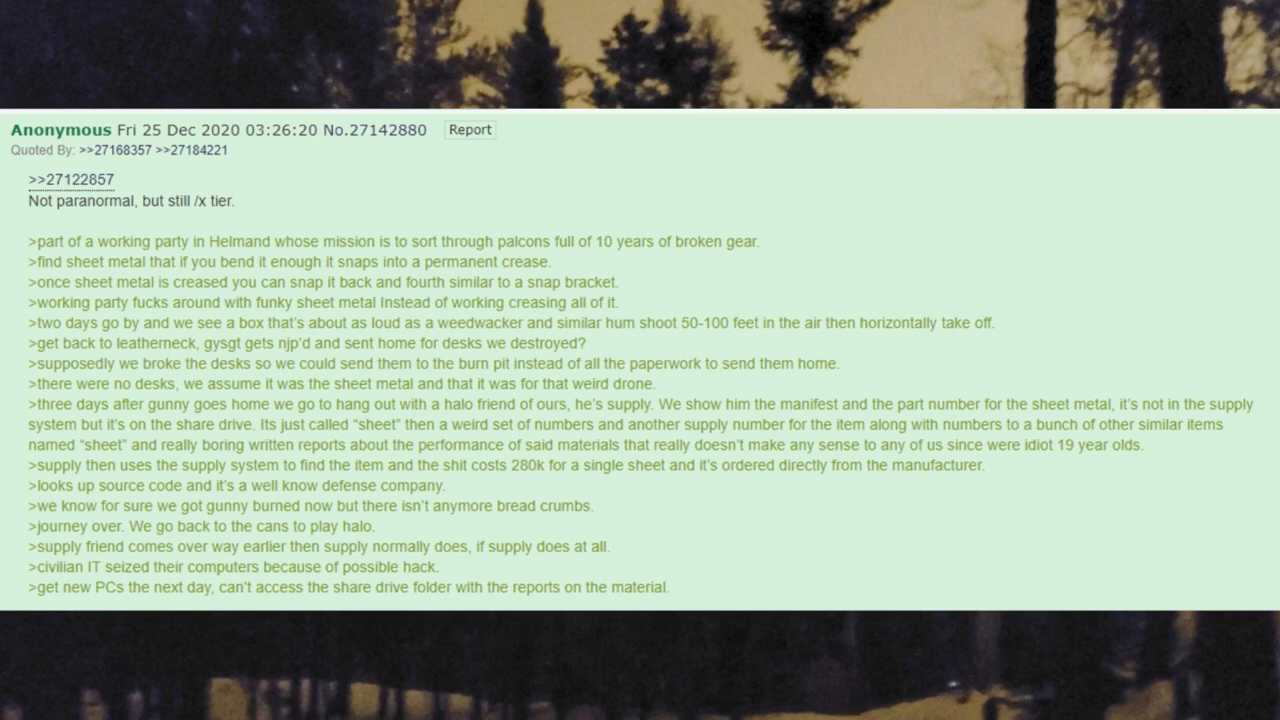 Anonymous Fri 25 Dec 2020 03:26:20 No.27142880 Report
Quoted By: >>27168357 >>27184221
>>27122857
Not paranormal, but still /x tier.
>part of a working party in Helmand whose mission is to sort through palcons full of 10 years of broken gear.
>find sheet metal that if you bend it enough it snaps into a permanent crease.
>once sheet metal is creased you can snap it back and fourth similar to a snap bracket.
>working party fucks around with funky sheet metal Instead of working creasing all of it.
>two days go by and we see a box that's about as loud as a weedwacker and similar hum shoot 50-100 feet in the air then horizontally take off.
>get back to leatherneck, gysgt gets njp'd and sent home for desks we destroyed?
>supposedly we broke the desks so we could send them to the burn pit instead of all the paperwork to send them home.
>there were no desks, we assume it was the sheet metal and that it was for that weird drone.
>three days after gunny goes home we go to hang out with a halo friend of ours, he's supply. We show him the manifest and the part number for the sheet metal, it's not in the supply
system but it's on the share drive. Its just called “sheet” then a weird set of numbers and another supply number for the item along with numbers to a bunch of other similar items
named “sheet” and really boring written reports about the performance of said materials that really doesn't make any sense to any of us since were idiot 19 year olds.
>supply then uses the supply system to find the item and the shit costs 280k for a single sheet and it's ordered directly from the manufacturer.
>looks up source code and it's a well know defense company.
>we know for sure we got gunny burned now but there isn't anymore bread crumbs.
>journey over. We go back to the cans to play halo.
>supply friend comes over way earlier then supply normally does, if supply does at all.
>civilian IT seized their computers because of possible hack.
>get new PCs the next day, can't access the share drive folder with the reports on the material.